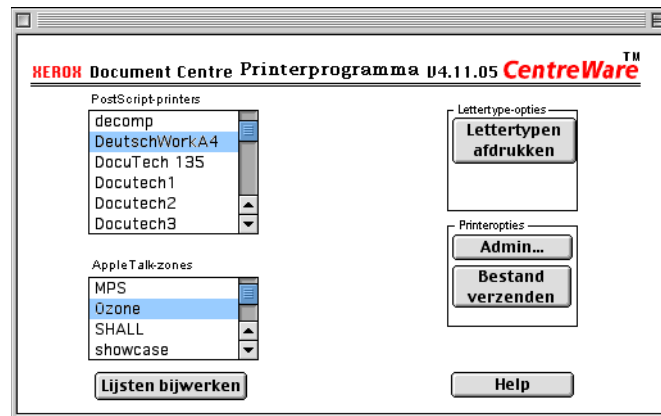 XEROX Document Centre Printerprogramma V4.11.05 CentreWare™
PostScript-printers
decomp
DeutschWorkA4
DocuTech 135
Docutech1
Docutech2
Docutech3
AppleTalk-zones
MPS
Ozone
SHALL
showcase
Lijsten bijwerken
Lettertype-opties
Lettertypen
afdrukken
Printeropties
Admin...
Bestand
verzenden
Help